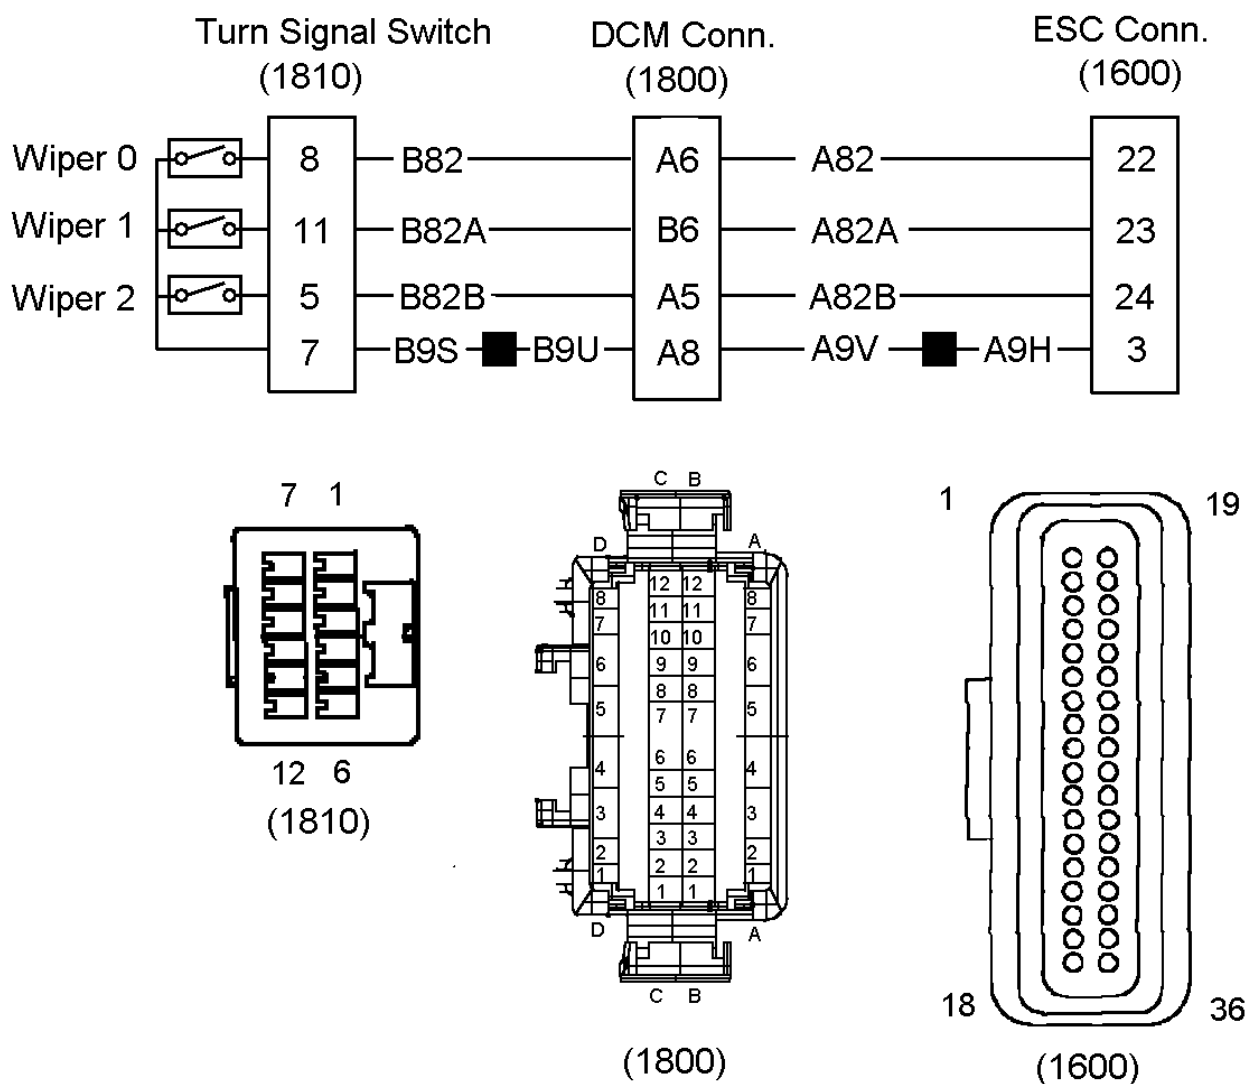 Turn Signal Switch DCM Conn. ESC Conn.
(1810) (1800) (1600)
Wiper 0 8 B82 A6 A82 22
Wiper 1 11 B82A B6 A82A 23
Wiper 2 5 B82B A5 A82B 24
7 B9S B9U A8 A9V A9H 3
7 1
12 6
(1810)
C B
D A
12 12
8 11 11 8
7 10 10 7
6 9 9 6
8 8
5 7 7 5
6 6
4 5 5 4
3 4 4 3
3 3
2 2 2 2
1 1 1 1
D A
C B
(1800)
1 19
18 36
(1600)